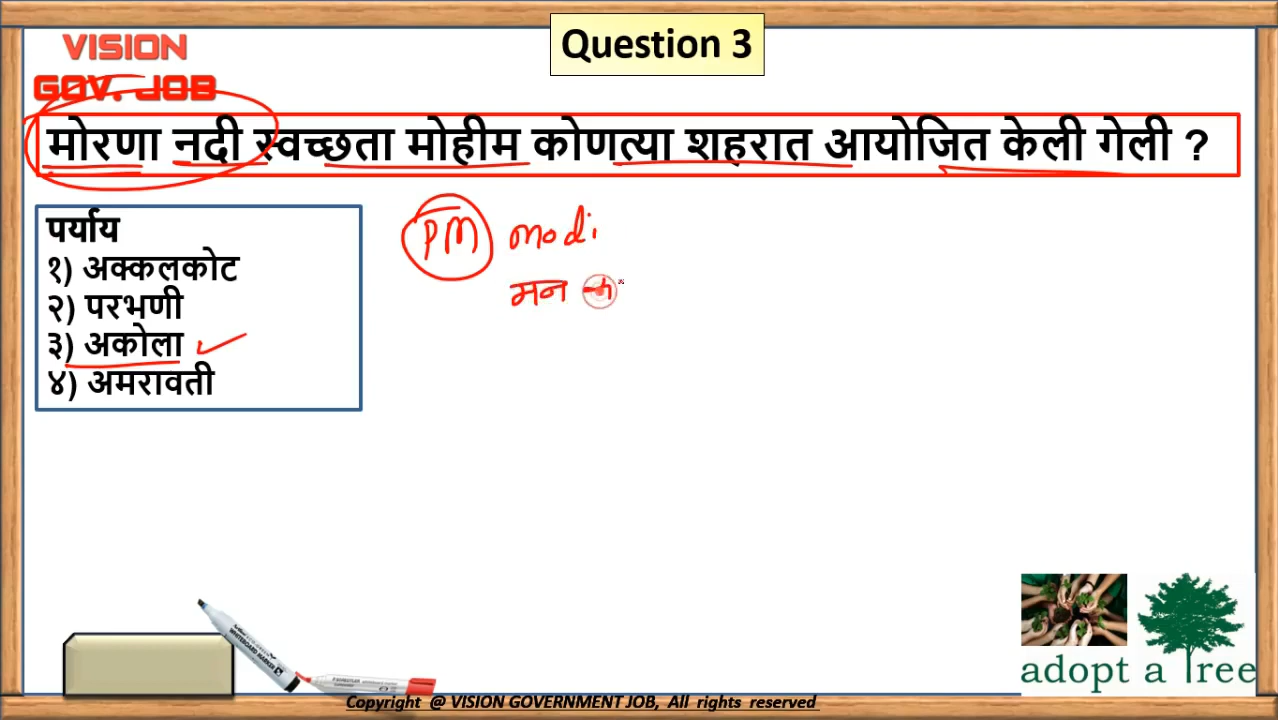 Question 3
VISION
GOV. JOB
मोरणा नदी स्वच्छता मोहीम कोणत्या शहरात आयोजित केली गेली ?
पर्याय
१) अक्कलकोट
२) परभणी
३) अकोला
४) अमरावती
PM modi
मन
adopt a Tree
Copyright @ VISION GOVERNMENT JOB, All rights reserved